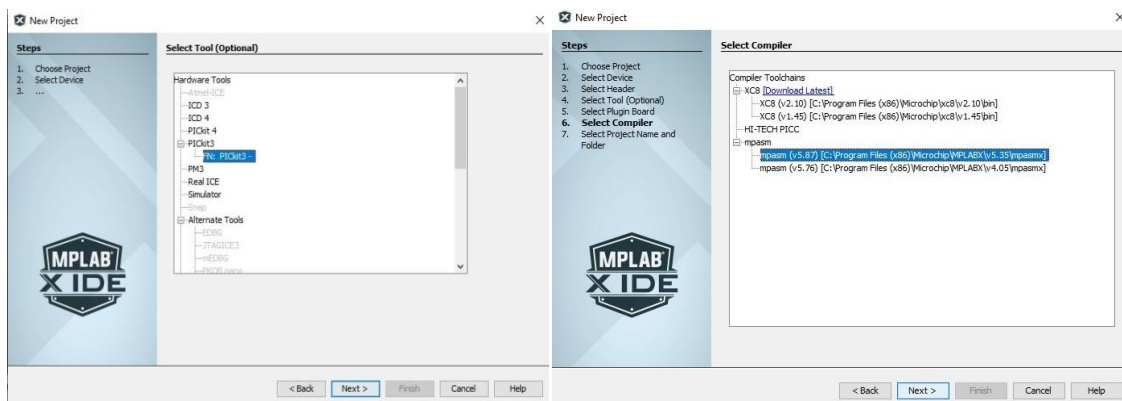 New Project
Steps
1. Choose Project
2. Select Device
3. ...
Select Tool (Optional)
Hardware Tools
Atmel-ICE
ICD 3
ICD 4
PICkit 4
PICkit3
FN: PICkit3 -
PM3
Real ICE
Simulator
Snap
Alternate Tools
EDBG
JTAGICE3
mEDBG
PKOB nano
MPLAB
X IDE
< Back Next > Finish Cancel Help
New Project
Steps
1. Choose Project
2. Select Device
3. Select Header
4. Select Tool (Optional)
5. Select Plugin Board
6. Select Compiler
7. Select Project Name and
Folder
Select Compiler
Compiler Toolchains
XC8 [Download Latest]
XC8 (v2.10) [C:\Program Files (x86)\Microchip\xc8\v2.10\bin]
XC8 (v1.45) [C:\Program Files (x86)\Microchip\xc8\v1.45\bin]
HI-TECH PICC
mpasm
mpasm (v5.87) [C:\Program Files (x86)\Microchip\MPLABX\v5.35\mpasmx]
mpasm (v5.76) [C:\Program Files (x86)\Microchip\MPLABX\v4.05\mpasmx]
MPLAB
X IDE
< Back Next > Finish Cancel Help